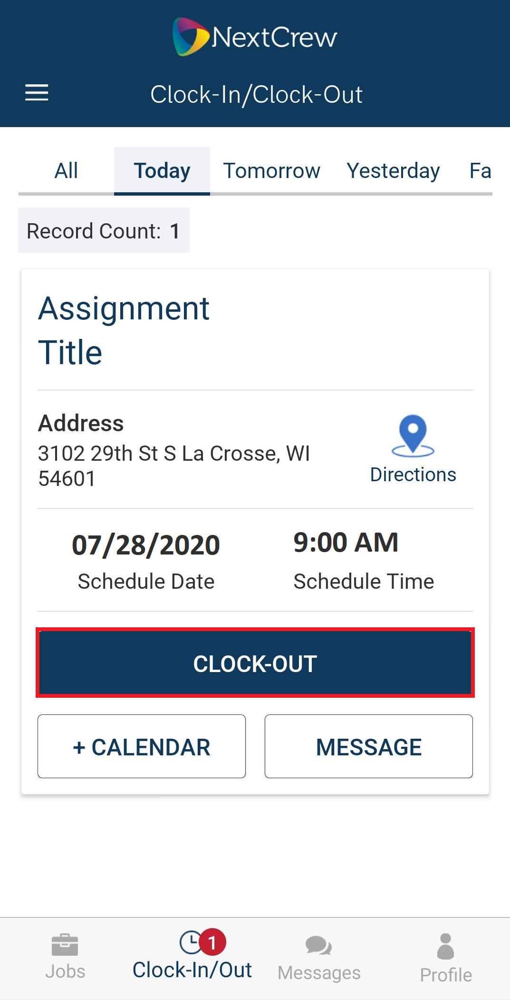 NextCrew
Clock-In/Clock-Out
All Today Tomorrow Yesterday Fa
Record Count: 1
Assignment
Title
Address
3102 29th St S La Crosse, WI
54601
Directions
07/28/2020 9:00 AM
Schedule Date Schedule Time
CLOCK-OUT
+ CALENDAR MESSAGE
1
Jobs Clock-In/Out Messages Profile